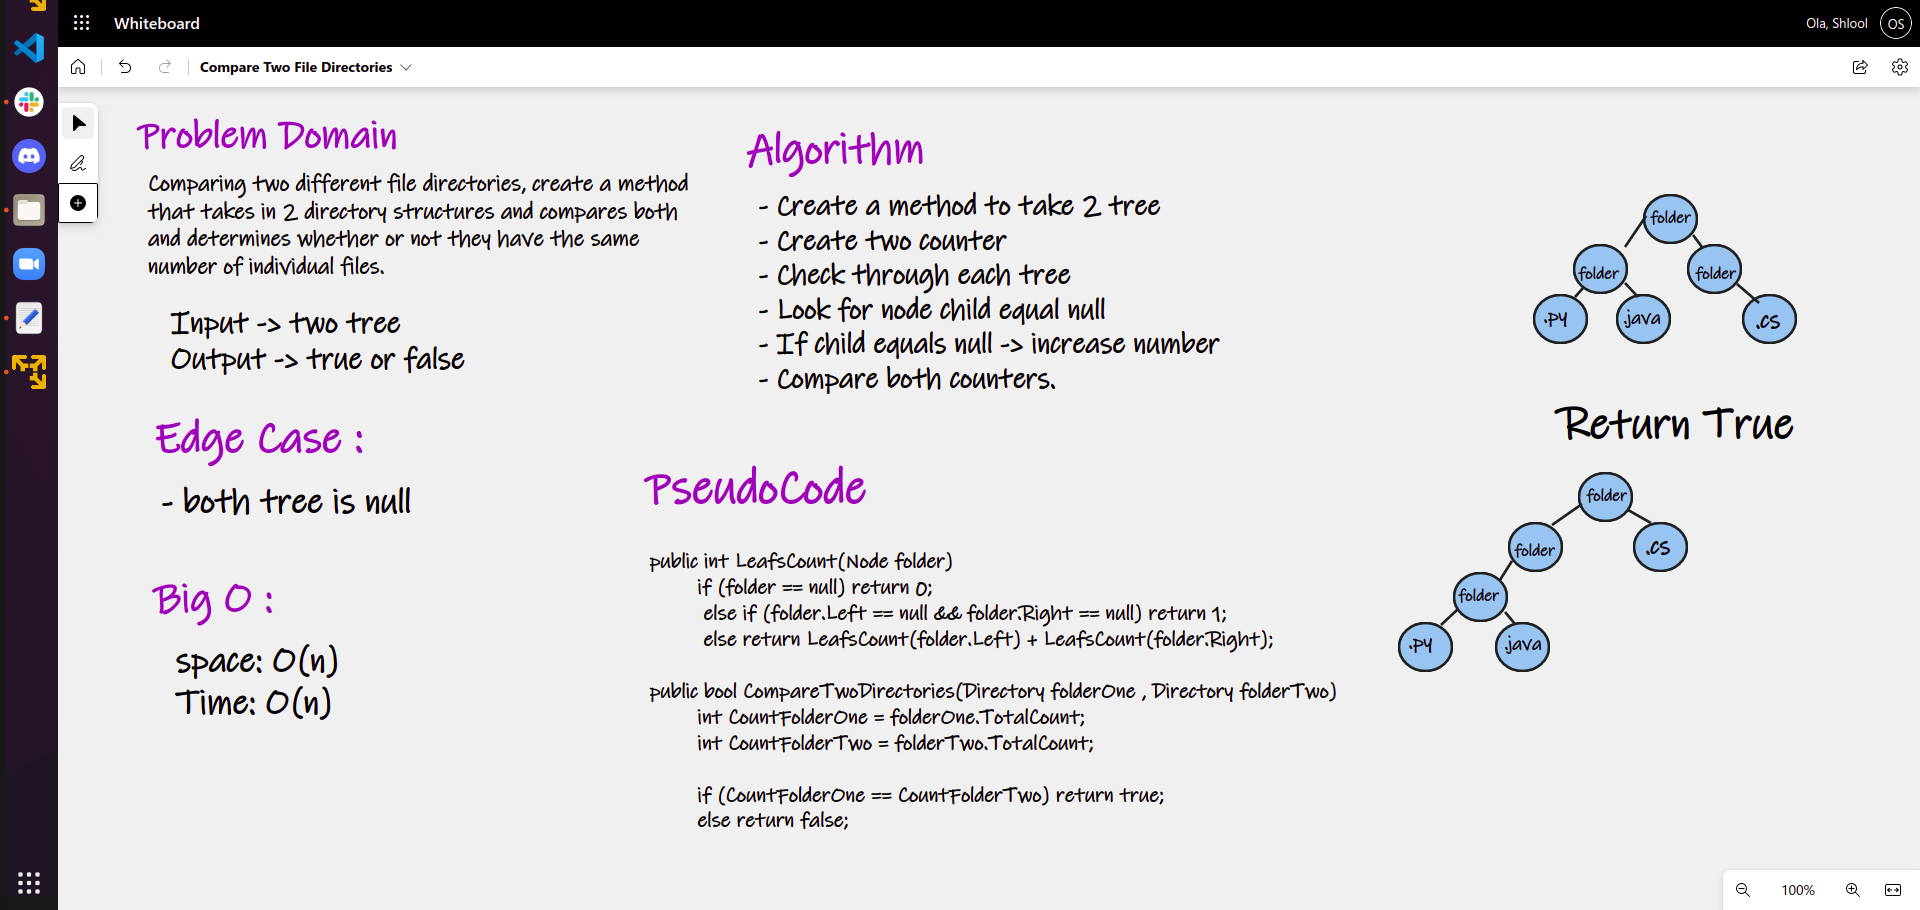 Whiteboard
Ola, Shlool
OS
Compare Two File Directories
Problem Domain
Comparing two different file directories, create a method
that takes in 2 directory structures and compares both
and determines whether or not they have the same
number of individual files.
Input -> two tree
Output -> true or false
Edge Case :
- both tree is null
Big O :
space: O(n)
Time: O(n)
Algorithm
- Create a method to take 2 tree
- Create two counter
- Check through each tree
- Look for node child equal null
- If child equals null -> increase number
- Compare both counters.
PseudoCode
public int LeafsCount(Node folder)
if (folder == null) return 0;
else if (folder.Left == null && folder.Right == null) return 1;
else return LeafsCount(folder.Left) + LeafsCount(folder.Right);
public bool CompareTwoDirectories(Directory folderOne , Directory folderTwo)
int CountFolderOne = folderOne.TotalCount;
int CountFolderTwo = folderTwo.TotalCount;
if (CountFolderOne == CountFolderTwo) return true;
else return false;
folder
folder
folder
.py
.java
.cs
Return True
folder
folder
.cs
folder
.py
.java
100%